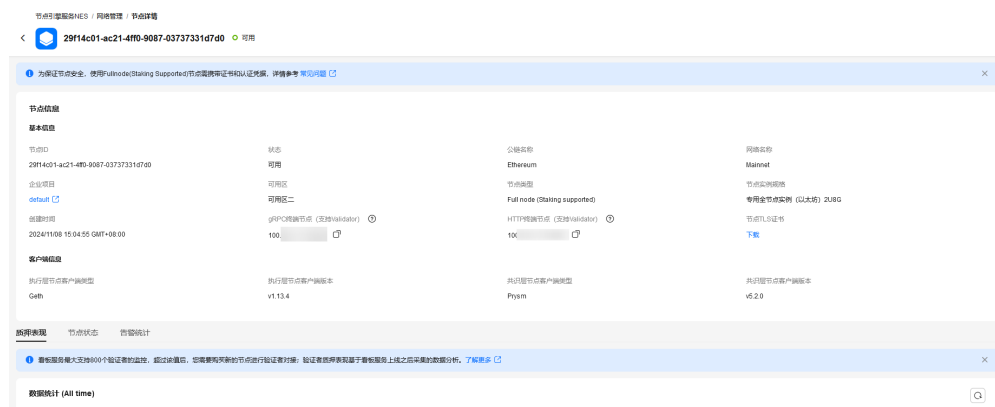 节点引擎服务NES / 网络管理 / 节点详情
29f14c01-ac21-4ff0-9087-03737331d7d0 可用
为保证节点安全，使用Fullnode(Staking Supported)节点需携带证书和认证凭据，详情参考 常见问题
节点信息
基本信息
节点ID 状态 公链名称 网络名称
29f14c01-ac21-4ff0-9087-03737331d7d0 可用 Ethereum Mainnet
企业项目 可用区 节点类型 节点实例规格
default 可用区二 Full node (Staking supported) 专用全节点实例（以太坊）2U8G
创建时间 gRPC终端节点（支持Validator） HTTP终端节点（支持Validator） 节点TLS证书
2024/11/08 15:04:55 GMT+08:00 100. 10 下载
客户端信息
执行层节点客户端类型 执行层节点客户端版本 共识层节点客户端类型 共识层节点客户端版本
Geth v1.13.4 Prysm v5.2.0
质押表现 节点状态 告警统计
看板服务最大支持800个验证者的监控，超过该值后，您需要购买新的节点进行验证者对接；验证者质押表现基于看板服务上线之后采集的数据分析。了解更多
数据统计 (All time)